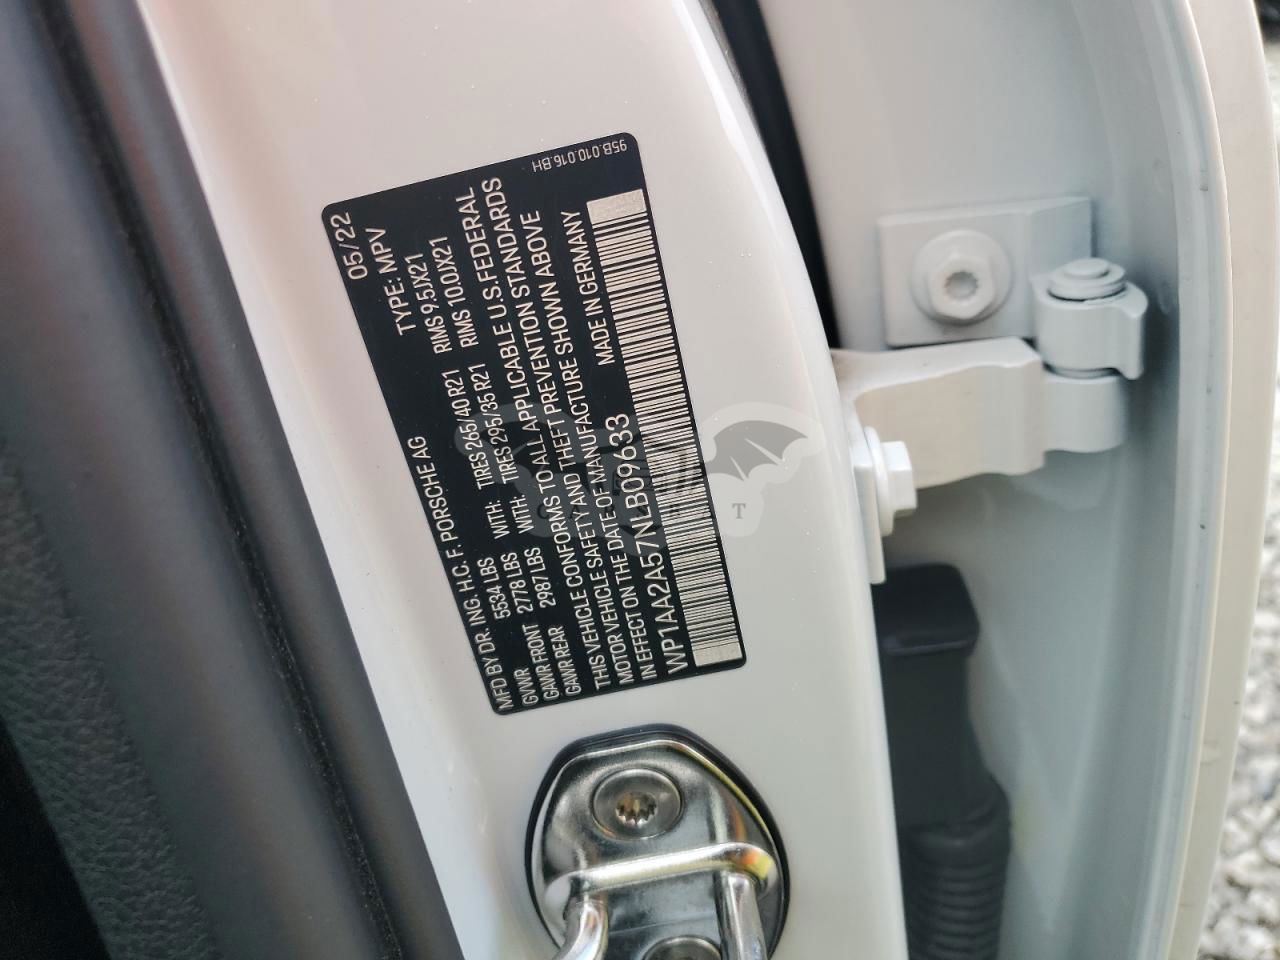 95B.010.016.BH
MFD BY DR. ING. H.C. F. PORSCHE AG 05/22
GVWR 5534 LBS TYPE: MPV
GAWR FRONT 2778 LBS WITH: TIRES 265/40 R21 RIMS 9,5JX21
GAWR REAR 2987 LBS WITH: TIRES 295/35 R21 RIMS 10.0JX21
THIS VEHICLE CONFORMS TO ALL APPLICABLE U.S.FEDERAL
MOTOR VEHICLE SAFETY AND THEFT PREVENTION STANDARDS
IN EFFECT ON THE DATE OF MANUFACTURE SHOWN ABOVE
WP1AA2A57NLB09633 MADE IN GERMANY